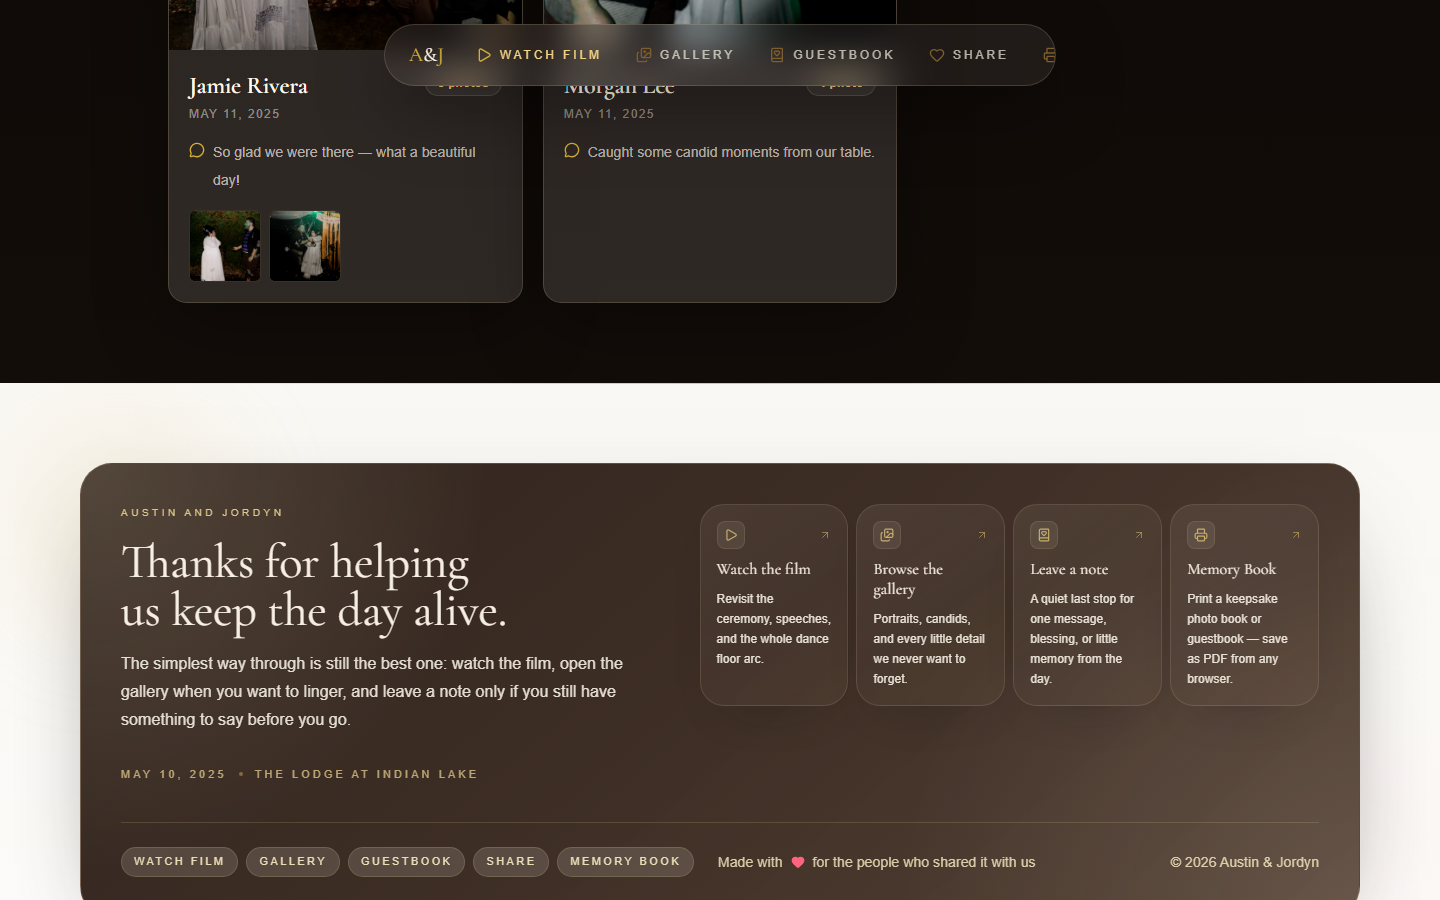 A&J WATCH FILM GALLERY GUESTBOOK SHARE
Jamie Rivera
MAY 11, 2025
So glad we were there — what a beautiful
day!
Morgan Lee
MAY 11, 2025
Caught some candid moments from our table.
AUSTIN AND JORDYN
Thanks for helping
us keep the day alive.
The simplest way through is still the best one: watch the film, open the
gallery when you want to linger, and leave a note only if you still have
something to say before you go.
MAY 10, 2025 • THE LODGE AT INDIAN LAKE
Watch the film
Revisit the
ceremony, speeches,
and the whole dance
floor arc.
Browse the
gallery
Portraits, candids,
and every little detail
we never want to
forget.
Leave a note
A quiet last stop for
one message,
blessing, or little
memory from the
day.
Memory Book
Print a keepsake
photo book or
guestbook — save
as PDF from any
browser.
WATCH FILM GALLERY GUESTBOOK SHARE MEMORY BOOK
Made with for the people who shared it with us
© 2026 Austin & Jordyn